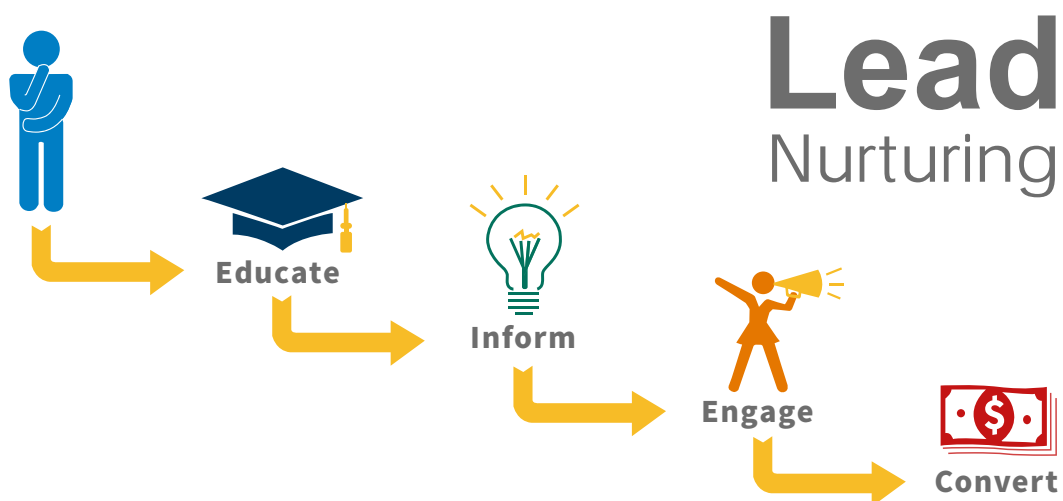 Lead
Nurturing
Educate
Inform
Engage
$
Convert